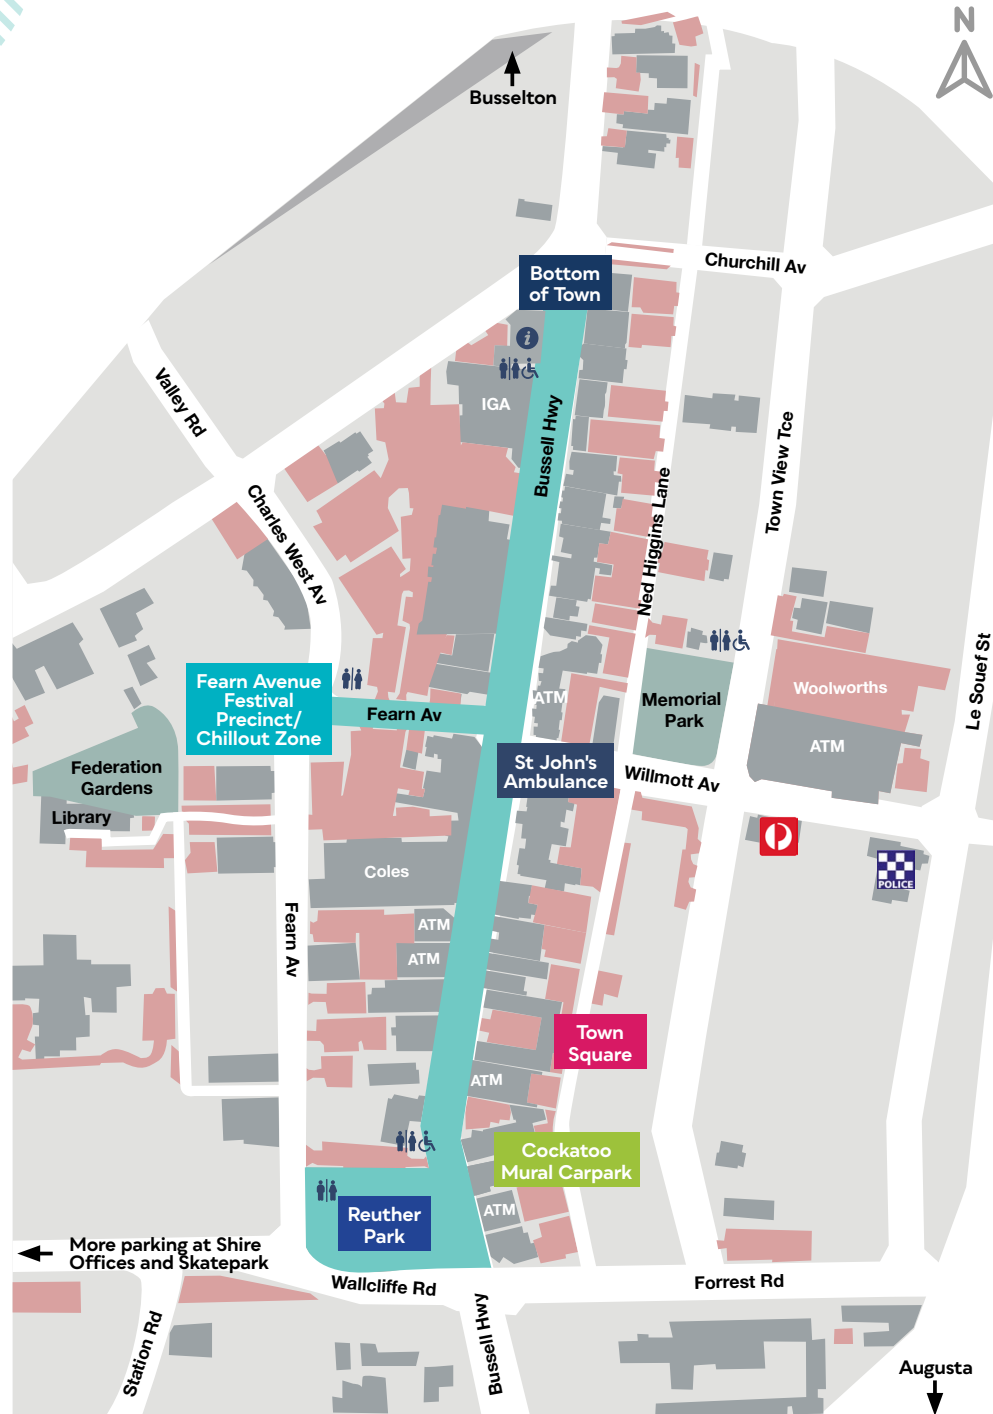 N
Busselton
Churchill Av
Bottom
of Town
i
IGA
Valley Rd
Bussell Hwy
Town View Tce
Charles West Av
Ned Higgins Lane
Le Souef St
Fearn Avenue
Festival
Precinct/
Chillout Zone
Fearn Av
ATM
Memorial
Park
Woolworths
ATM
Federation
Gardens
St John's
Ambulance
Willmott Av
Library
POLICE
Coles
Fearn Av
ATM
ATM
Town
Square
ATM
Cockatoo
Mural Carpark
Reuther
Park
ATM
More parking at Shire
Offices and Skatepark
Wallcliffe Rd
Forrest Rd
Station Rd
Bussell Hwy
Augusta